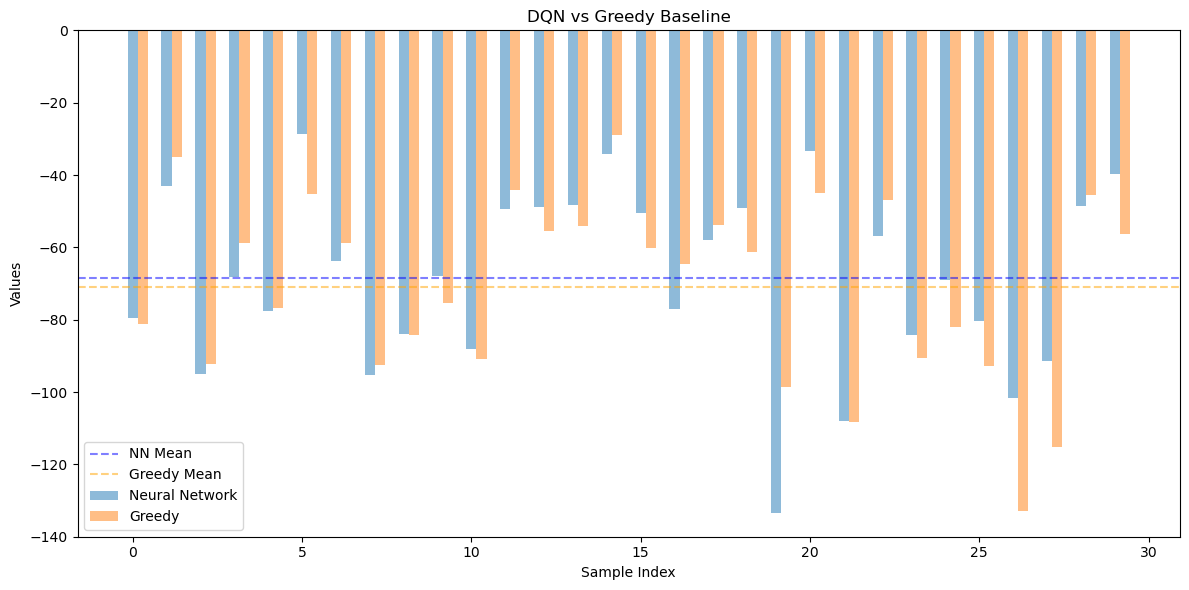 DQN vs Greedy Baseline
Values
0
−20
−40
−60
−80
−100
−120
−140
NN Mean
Greedy Mean
Neural Network
Greedy
0 5 10 15 20 25 30
Sample Index